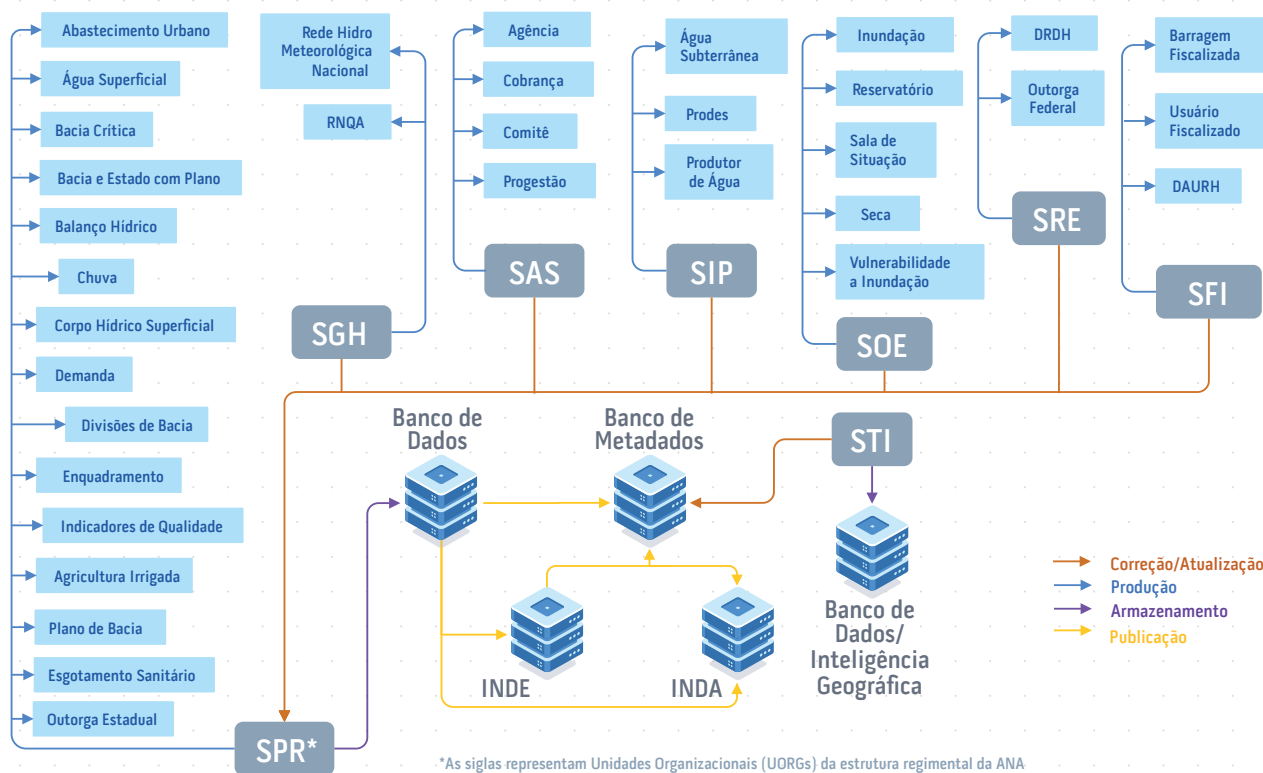 Abastecimento Urbano
Água Superficial
Bacia Crítica
Bacia e Estado com Plano
Balanço Hídrico
Chuva
Corpo Hídrico Superficial
Demanda
Divisões de Bacia
Enquadramento
Indicadores de Qualidade
Agricultura Irrigada
Plano de Bacia
Esgotamento Sanitário
Outorga Estadual
SPR*
Rede Hidro
Meteorológica
Nacional
RNQA
SGH
Agência
Cobrança
Comitê
Progestão
SAS
Água
Subterrânea
Prodes
Produtor
de Água
SIP
Inundação
Reservatório
Sala de
Situação
Seca
Vulnerabilidade
a Inundação
SOE
DRDH
Outorga
Federal
SRE
Barragem
Fiscalizada
Usuário
Fiscalizado
DAURH
SFI
Banco de
Dados
Banco de
Metadados
STI
INDE
INDA
Banco de
Dados/
Inteligência
Geográfica
Correção/Atualização
Produção
Armazenamento
Publicação
*As siglas representam Unidades Organizacionais (UORGs) da estrutura regimental da ANA